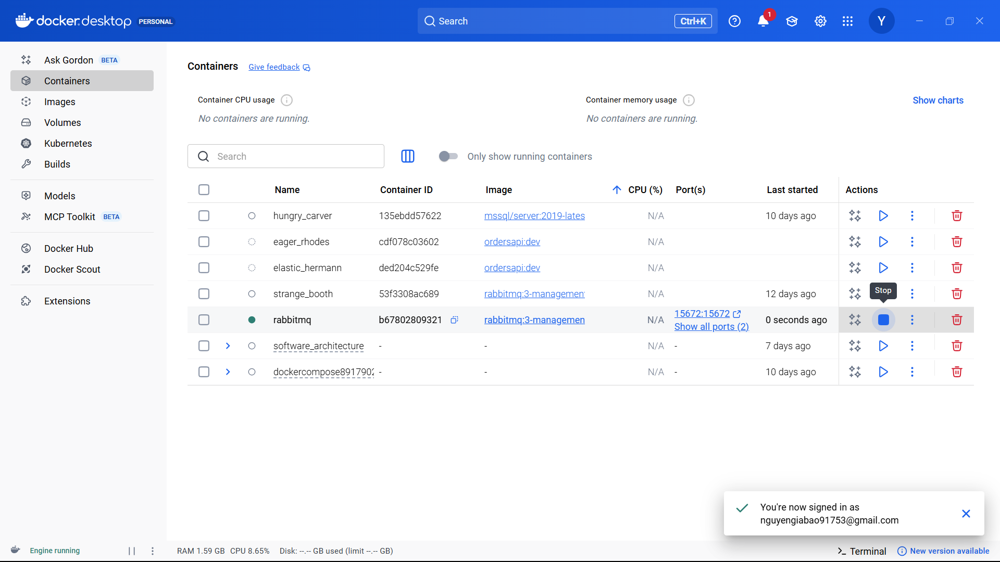 docker.desktop PERSONAL
Search
Ctrl+K
1
Y
Ask Gordon BETA
Containers
Images
Volumes
Kubernetes
Builds
Models
MCP Toolkit BETA
Docker Hub
Docker Scout
Extensions
Containers Give feedback
Container CPU usage
No containers are running.
Container memory usage
No containers are running.
Show charts
Search
Only show running containers
Name Container ID Image CPU (%) Port(s) Last started Actions
hungry_carver 135ebdd57622 mssql/server:2019-lates N/A 10 days ago
eager_rhodes cdf078c03602 ordersapi:dev N/A
elastic_hermann ded204c529fe ordersapi:dev N/A
strange_booth 53f3308ac689 rabbitmq:3-managemen N/A 12 days ago
Stop
rabbitmq b67802809321 rabbitmq:3-managemen N/A 15672:15672 0 seconds ago
Show all ports (2)
software_architecture - - N/A - 7 days ago
dockercompose8917902 - - N/A - 10 days ago
You're now signed in as
nguyengiabao91753@gmail.com
Engine running
RAM 1.59 GB CPU 8.65% Disk: --.-- GB used (limit --.-- GB)
Terminal
New version available